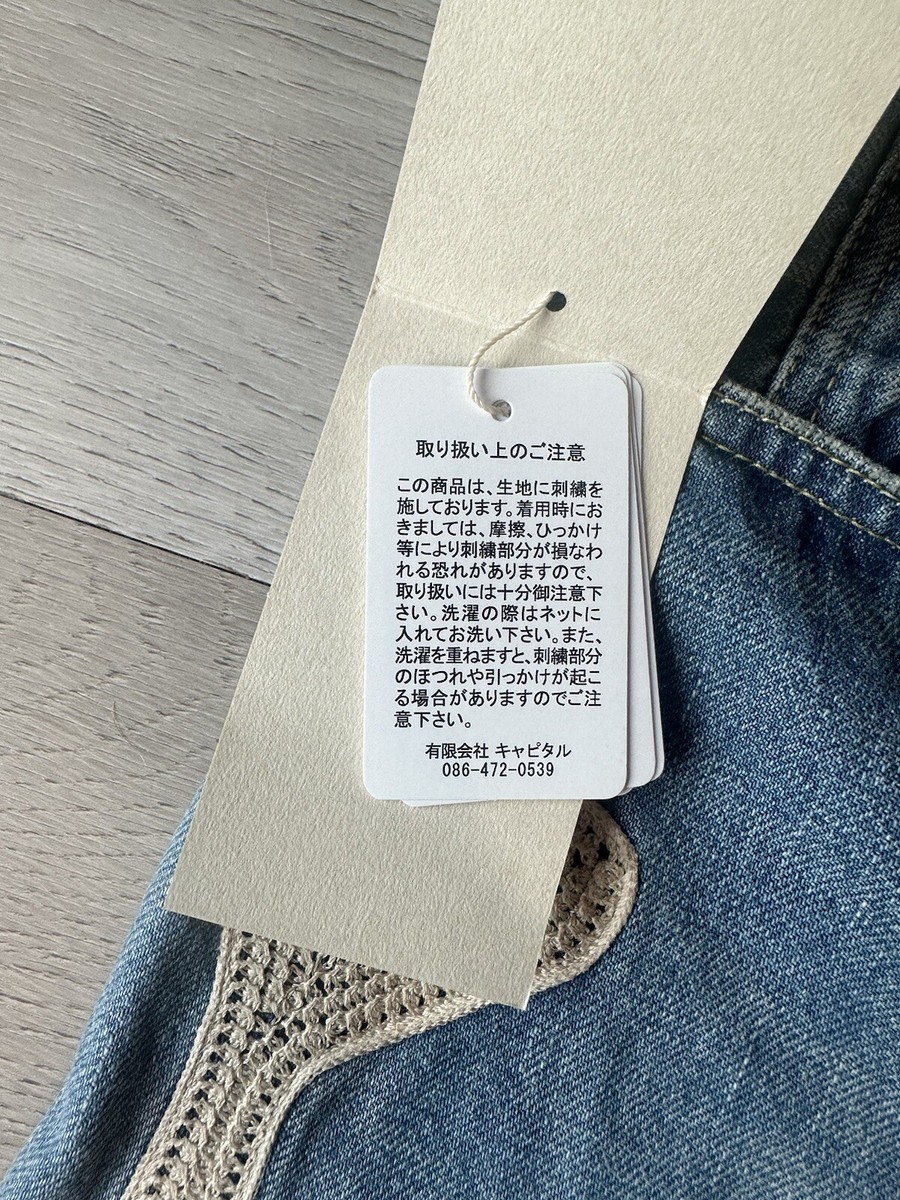 取り扱い上のご注意
この商品は、生地に刺繍を
施しております。着用時にお
きましては、摩擦、ひっかけ
等により刺繍部分が損なわ
れる恐れがありますので、
取り扱いには十分御注意下
さい。洗濯の際はネットに
入れてお洗い下さい。また、
洗濯を重ねますと、刺繍部分
のほつれや引っかけが起こ
る場合がありますのでご注
意下さい。
有限会社 キャピタル
086-472-0539